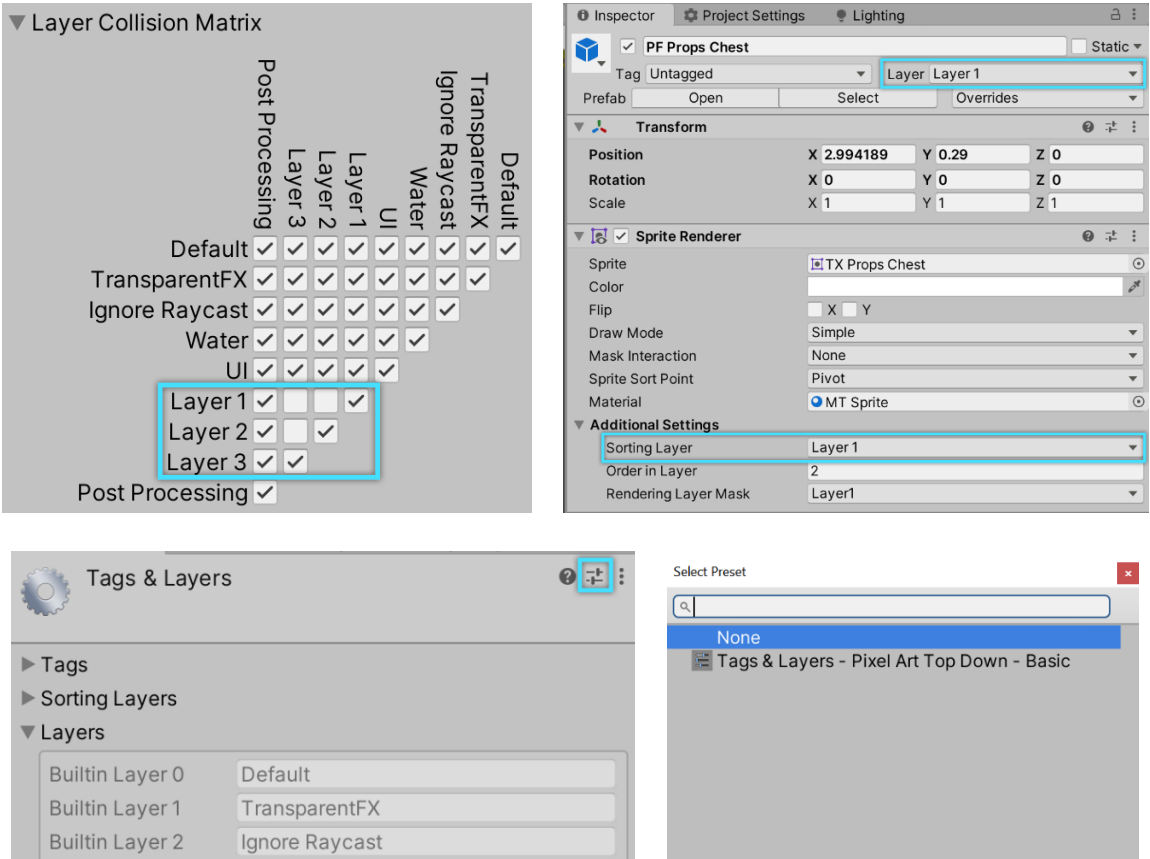 Layer Collision Matrix
Post Processing
Layer 3
Layer 2
Layer 1
UI
Water
Ignore Raycast
TransparentFX
Default
Default
TransparentFX
Ignore Raycast
Water
UI
Layer 1
Layer 2
Layer 3
Post Processing
Inspector Project Settings Lighting
PF Props Chest Static
Tag Untagged Layer Layer 1
Prefab Open Select Overrides
Transform
Position X 2.994189 Y 0.29 Z 0
Rotation X 0 Y 0 Z 0
Scale X 1 Y 1 Z 1
Sprite Renderer
Sprite TX Props Chest
Color
Flip X Y
Draw Mode Simple
Mask Interaction None
Sprite Sort Point Pivot
Material MT Sprite
Additional Settings
Sorting Layer Layer 1
Order in Layer 2
Rendering Layer Mask Layer1
Tags & Layers
Tags
Sorting Layers
Layers
Builtin Layer 0 Default
Builtin Layer 1 TransparentFX
Builtin Layer 2 Ignore Raycast
Select Preset
None
Tags & Layers - Pixel Art Top Down - Basic